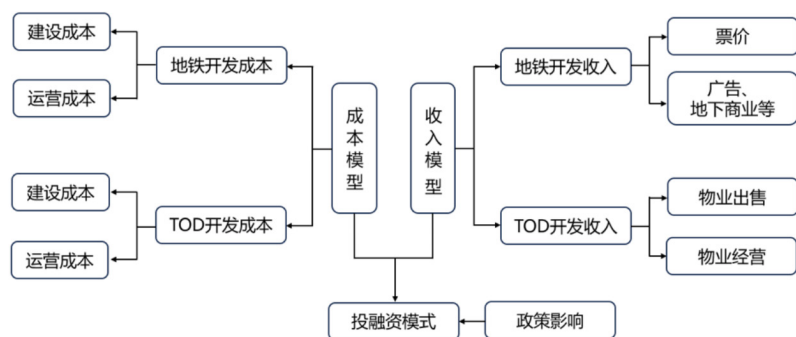 建设成本
地铁开发成本
运营成本
建设成本
TOD开发成本
运营成本
成本模型
收入模型
地铁开发收入
票价
广告、
地下商业等
TOD开发收入
物业出售
物业经营
投融资模式
政策影响